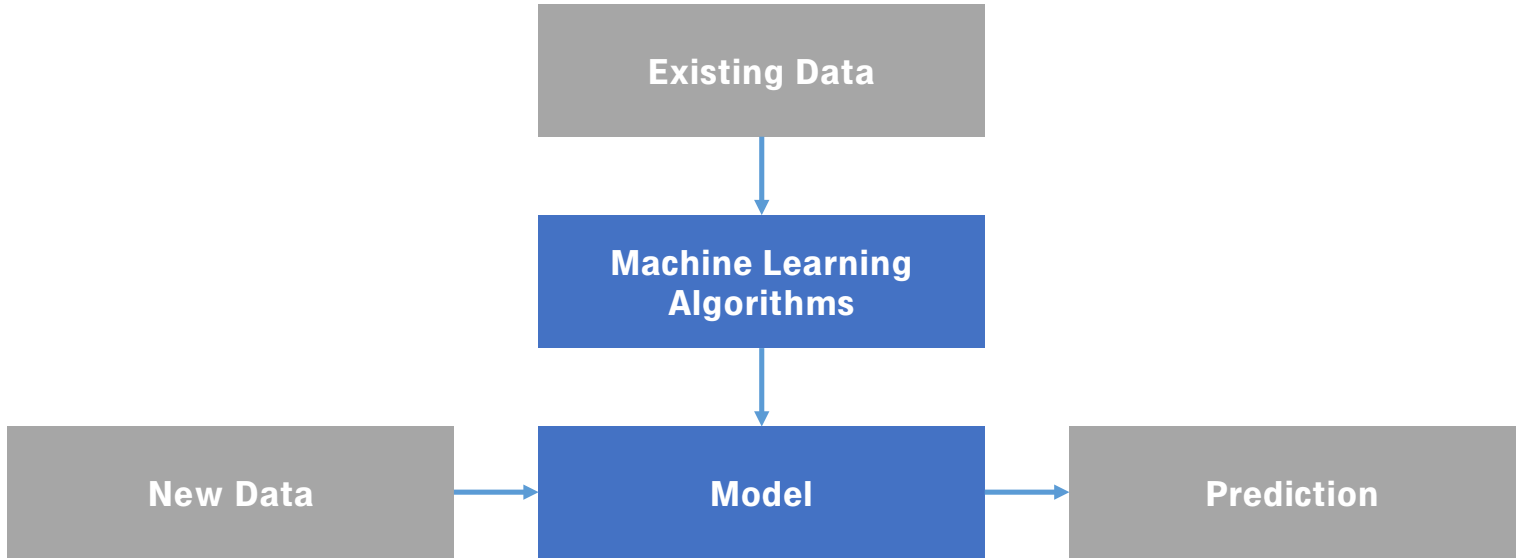 Existing Data
Machine Learning
Algorithms
New Data
Model
Prediction